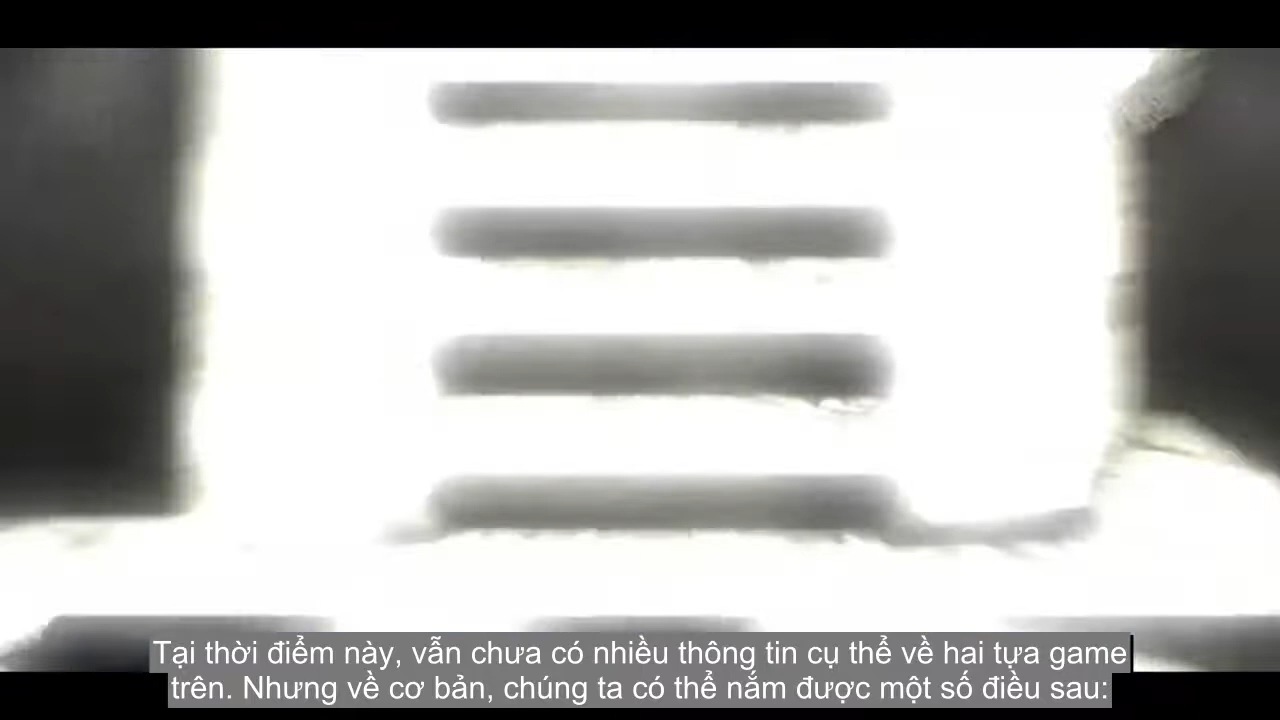 Tại thời điểm này, vẫn chưa có nhiều thông tin cụ thể về hai tựa game
trên. Nhưng về cơ bản, chúng ta có thể nắm được một số điều sau: